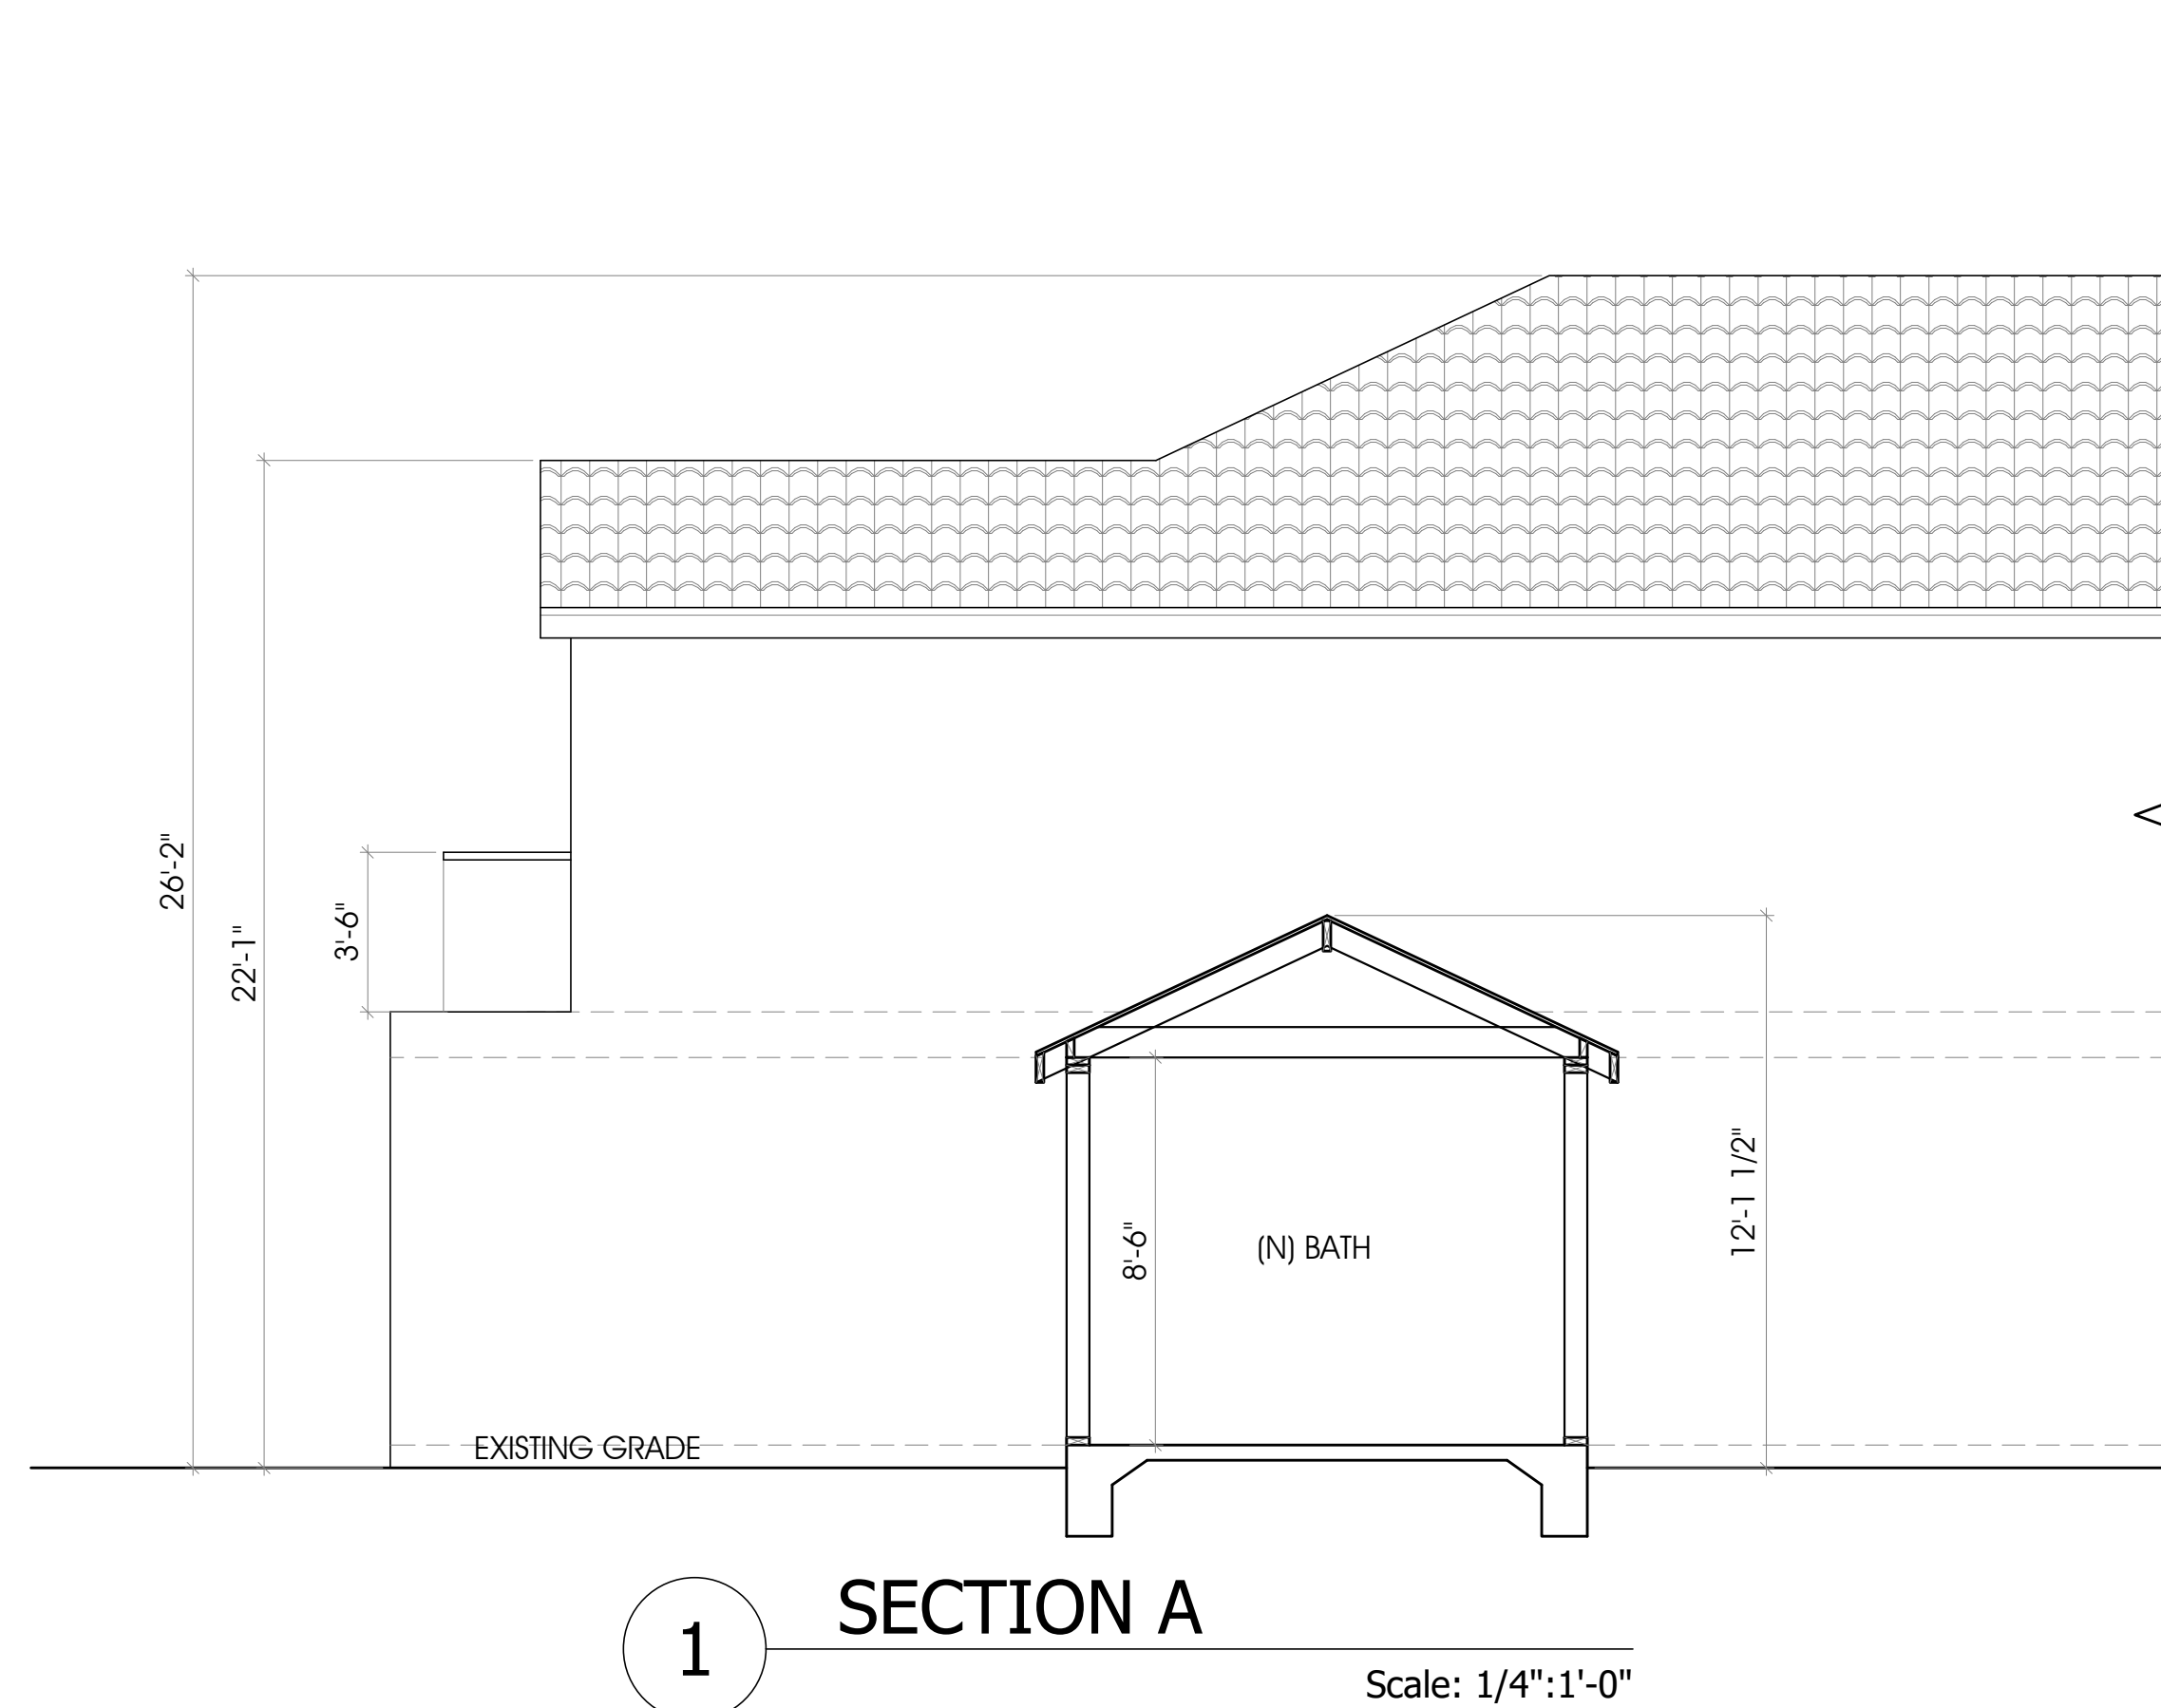 26'-2"
22'-1"
3'-6"
8'-6"
(N) BATH
12'-1 1/2"
EXISTING GRADE
1
SECTION A
Scale: 1/4":1'-0"